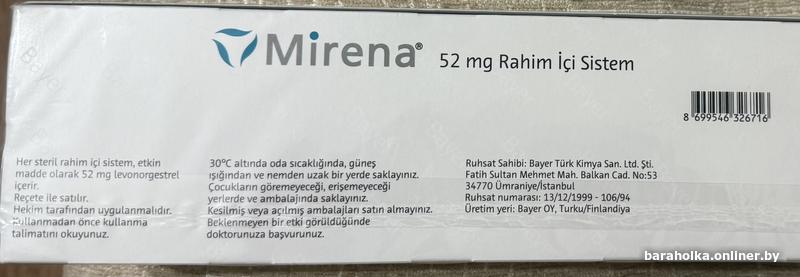 Mirena® 52 mg Rahim İçi Sistem
8 699546 326716
Her steril rahim içi sistem, etkin
madde olarak 52 mg levonorgestrel
içerir.
Reçete ile satılır.
Hekim tarafından uygulanmalıdır.
Kullanmadan önce kullanma
talimatını okuyunuz.
30°C altında oda sıcaklığında, güneş
ışığından ve nemden uzak bir yerde saklayınız.
Çocukların göremeyeceği, erişemeyeceği
yerlerde ve ambalajında saklayınız.
Kesilmiş veya açılmış ambalajları satın almayınız.
Beklenmeyen bir etki görüldüğünde
doktorunuza başvurunuz.
Ruhsat Sahibi: Bayer Türk Kimya San. Ltd. Şti.
Fatih Sultan Mehmet Mah. Balkan Cad. No:53
34770 Ümraniye/İstanbul
Ruhsat numarası: 13/12/1999 - 106/94
Üretim yeri: Bayer OY, Turku/Finlandiya
baraholka.onliner.by